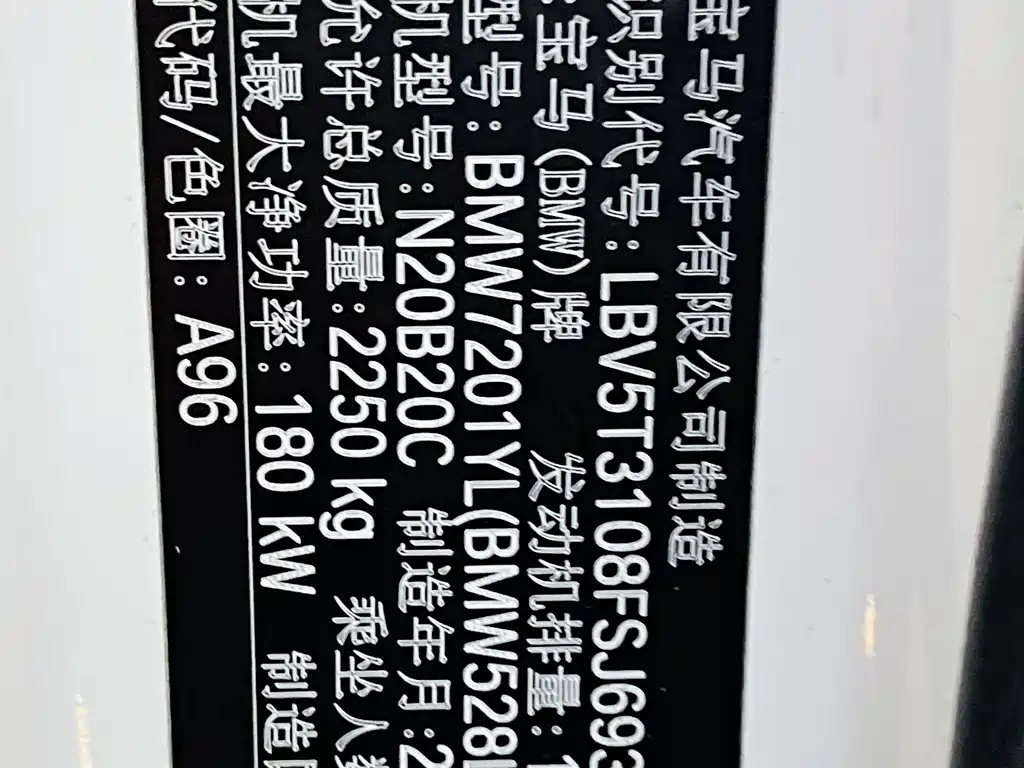 宝马汽车有限公司制造
识别代号:LBV5T3108FSJ693
宝马(BMW)牌 发动机排量:1
型号:BMW7201YL(BMW528
机型号:N20B20C 制造年月:2
允许总质量:2250 kg 乘坐人数
机最大净功率:180 kW 制造
代码/色圈: A96